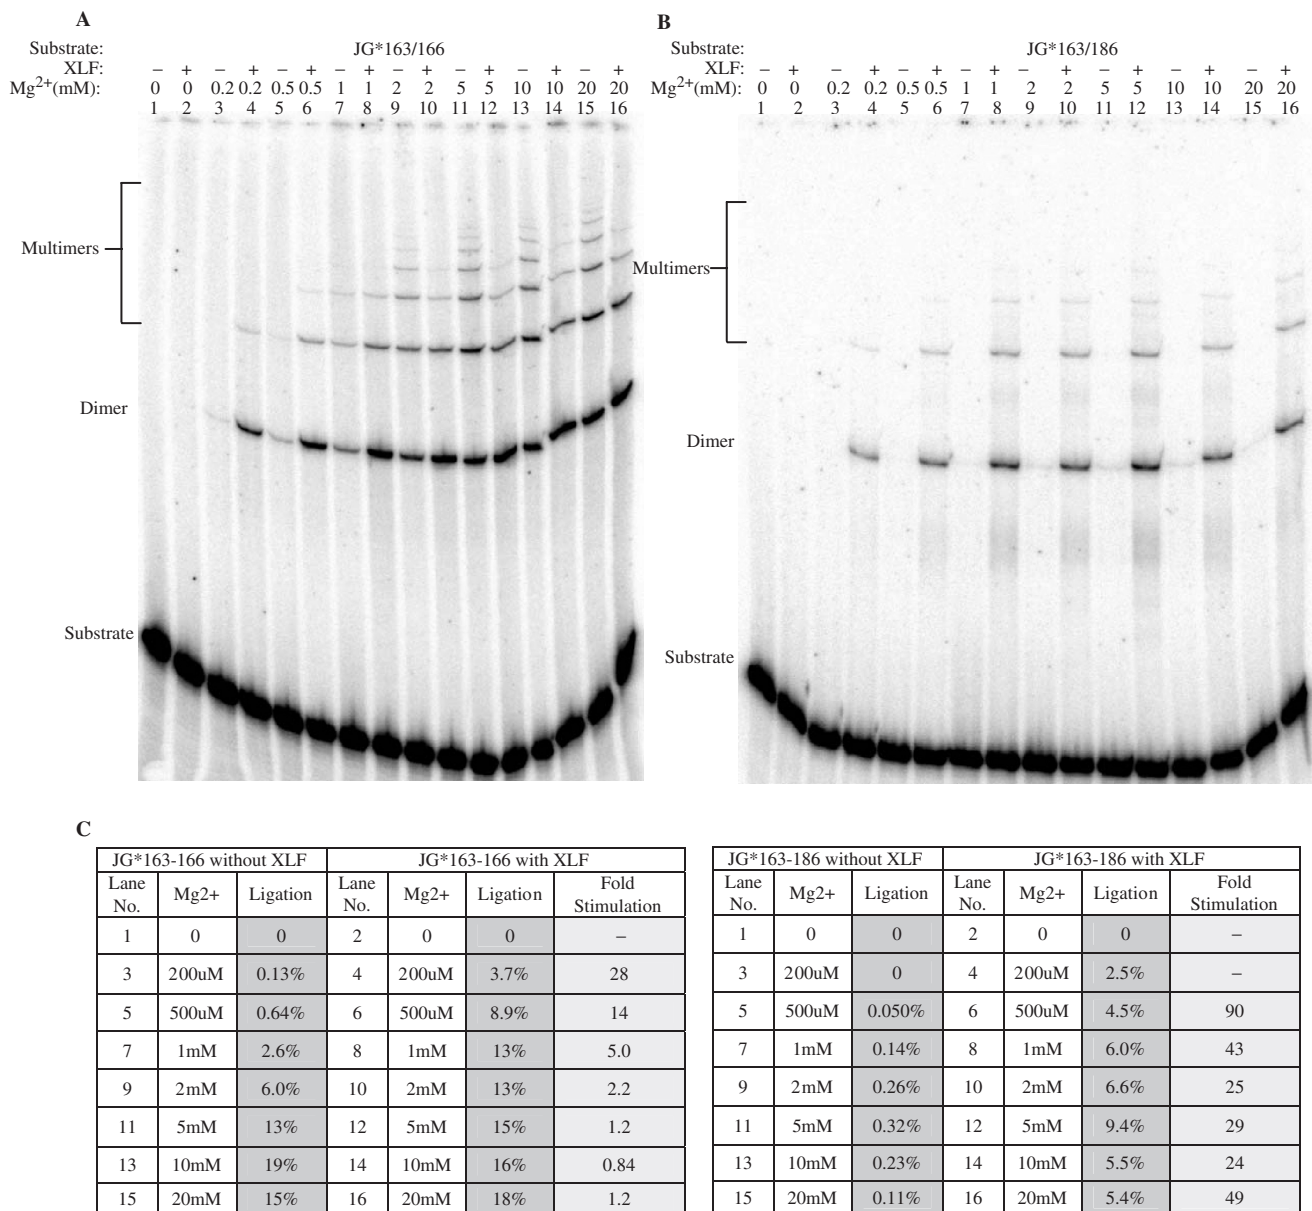 A
Substrate: JG*163/166
XLF: – + – + – + – + – + – + – + – +
Mg2+(mM): 0 0 0.2 0.2 0.5 0.5 1 1 2 2 5 5 10 10 20 20
1 2 3 4 5 6 7 8 9 10 11 12 13 14 15 16
Multimers
Dimer
Substrate
B
Substrate: JG*163/186
XLF: – + – + – + – + – + – + – + – +
Mg2+(mM): 0 0 0.2 0.2 0.5 0.5 1 1 2 2 5 5 10 10 20 20
1 2 3 4 5 6 7 8 9 10 11 12 13 14 15 16
Multimers
Dimer
Substrate
C
JG*163-166 without XLF JG*163-166 with XLF
Lane No. Mg2+ Ligation Lane No. Mg2+ Ligation Fold Stimulation
1 0 0 2 0 0 –
3 200uM 0.13% 4 200uM 3.7% 28
5 500uM 0.64% 6 500uM 8.9% 14
7 1mM 2.6% 8 1mM 13% 5.0
9 2mM 6.0% 10 2mM 13% 2.2
11 5mM 13% 12 5mM 15% 1.2
13 10mM 19% 14 10mM 16% 0.84
15 20mM 15% 16 20mM 18% 1.2
JG*163-186 without XLF JG*163-186 with XLF
Lane No. Mg2+ Ligation Lane No. Mg2+ Ligation Fold Stimulation
1 0 0 2 0 0 –
3 200uM 0 4 200uM 2.5% –
5 500uM 0.050% 6 500uM 4.5% 90
7 1mM 0.14% 8 1mM 6.0% 43
9 2mM 0.26% 10 2mM 6.6% 25
11 5mM 0.32% 12 5mM 9.4% 29
13 10mM 0.23% 14 10mM 5.5% 24
15 20mM 0.11% 16 20mM 5.4% 49